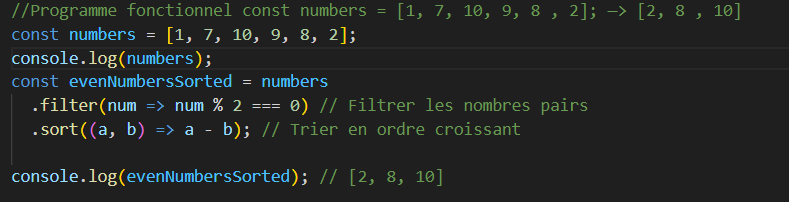 //Programme fonctionnel const numbers = [1, 7, 10, 9, 8 , 2]; —> [2, 8 , 10]
const numbers = [1, 7, 10, 9, 8, 2];
console.log(numbers);
const evenNumbersSorted = numbers
  .filter(num => num % 2 === 0) // Filtrer les nombres pairs
  .sort((a, b) => a - b); // Trier en ordre croissant
console.log(evenNumbersSorted); // [2, 8, 10]